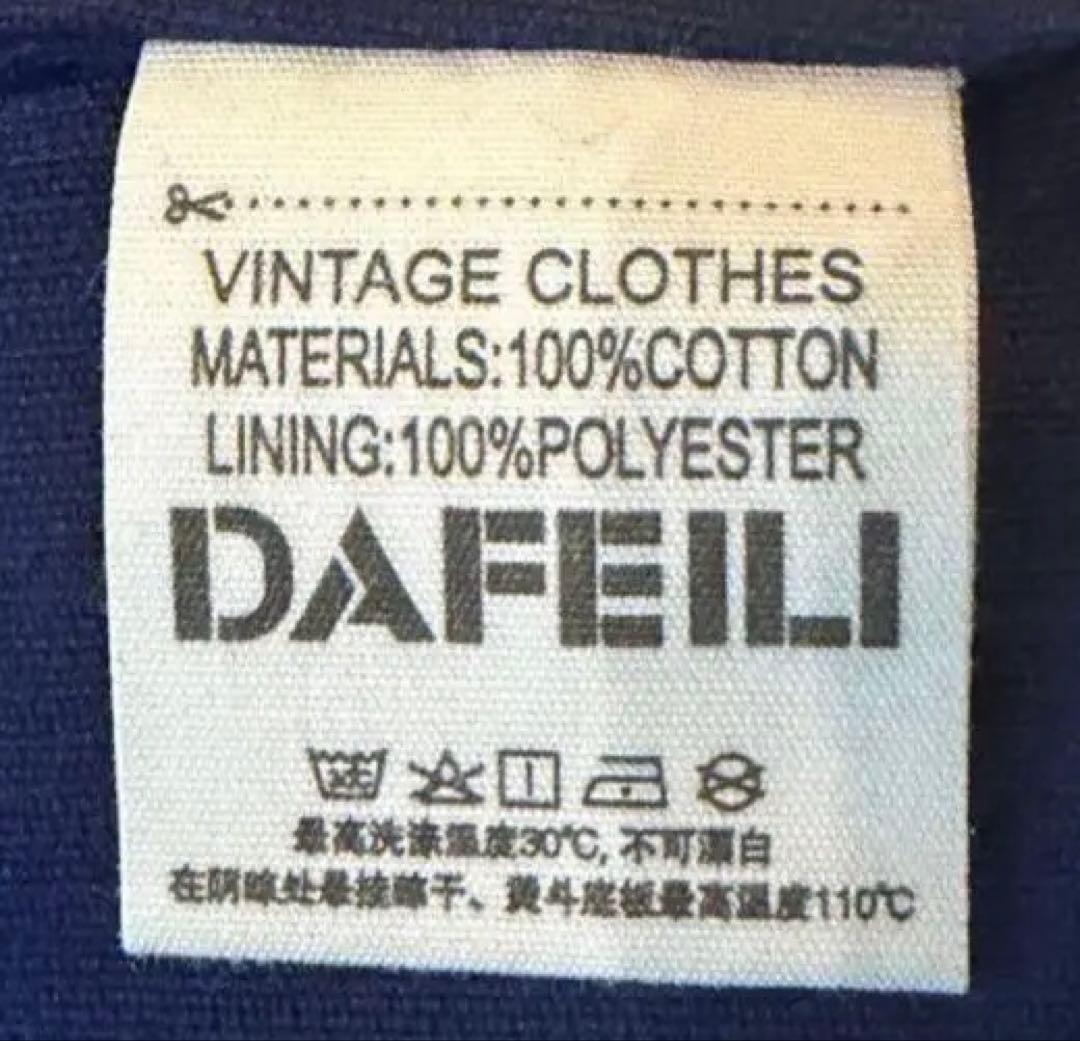 VINTAGE CLOTHES
MATERIALS:100%COTTON
LINING:100%POLYESTER
DAFEILI
最高洗涤温度30℃, 不可漂白
在阴晾处悬挂晾干、熨斗底板最高温度110℃